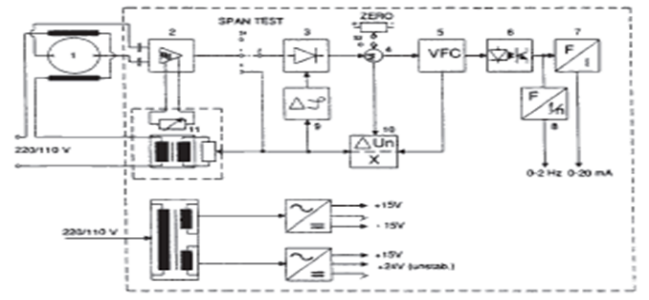 SPAN TEST
ZERO
1
2
3
4
5
6
7
VFC
F
I
F
8
9
10
11
ΔUn
X
220/110 V
0-2 Hz 0-20 mA
220/110 V
+15V
- 15V
+15V
+24V (unstab.)